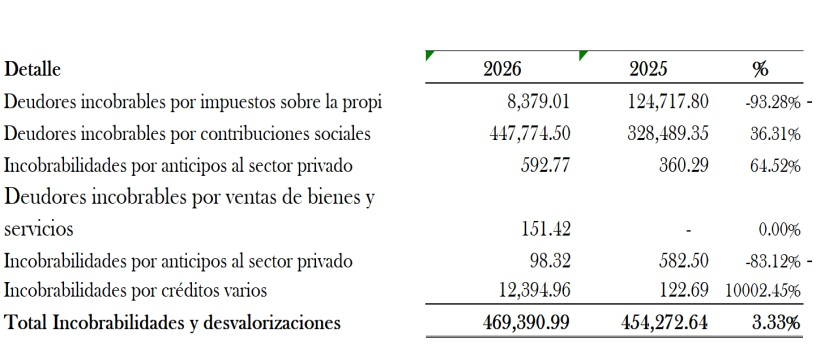 Detalle 2026 2025 %
Deudores incobrables por impuestos sobre la propi 8,379.01 124,717.80 -93.28% -
Deudores incobrables por contribuciones sociales 447,774.50 328,489.35 36.31%
Incobrabilidades por anticipos al sector privado 592.77 360.29 64.52%
Deudores incobrables por ventas de bienes y
servicios 151.42 - 0.00%
Incobrabilidades por anticipos al sector privado 98.32 582.50 -83.12% -
Incobrabilidades por créditos varios 12,394.96 122.69 10002.45%
Total Incobrabilidades y desvalorizaciones 469,390.99 454,272.64 3.33%